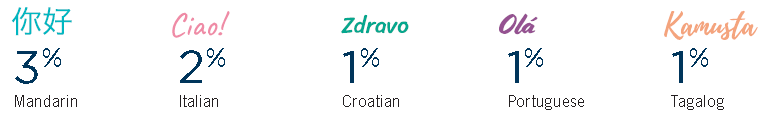 你好 Ciao! Zdravo Olá Kamusta
3% 2% 1% 1% 1%
Mandarin Italian Croatian Portuguese Tagalog